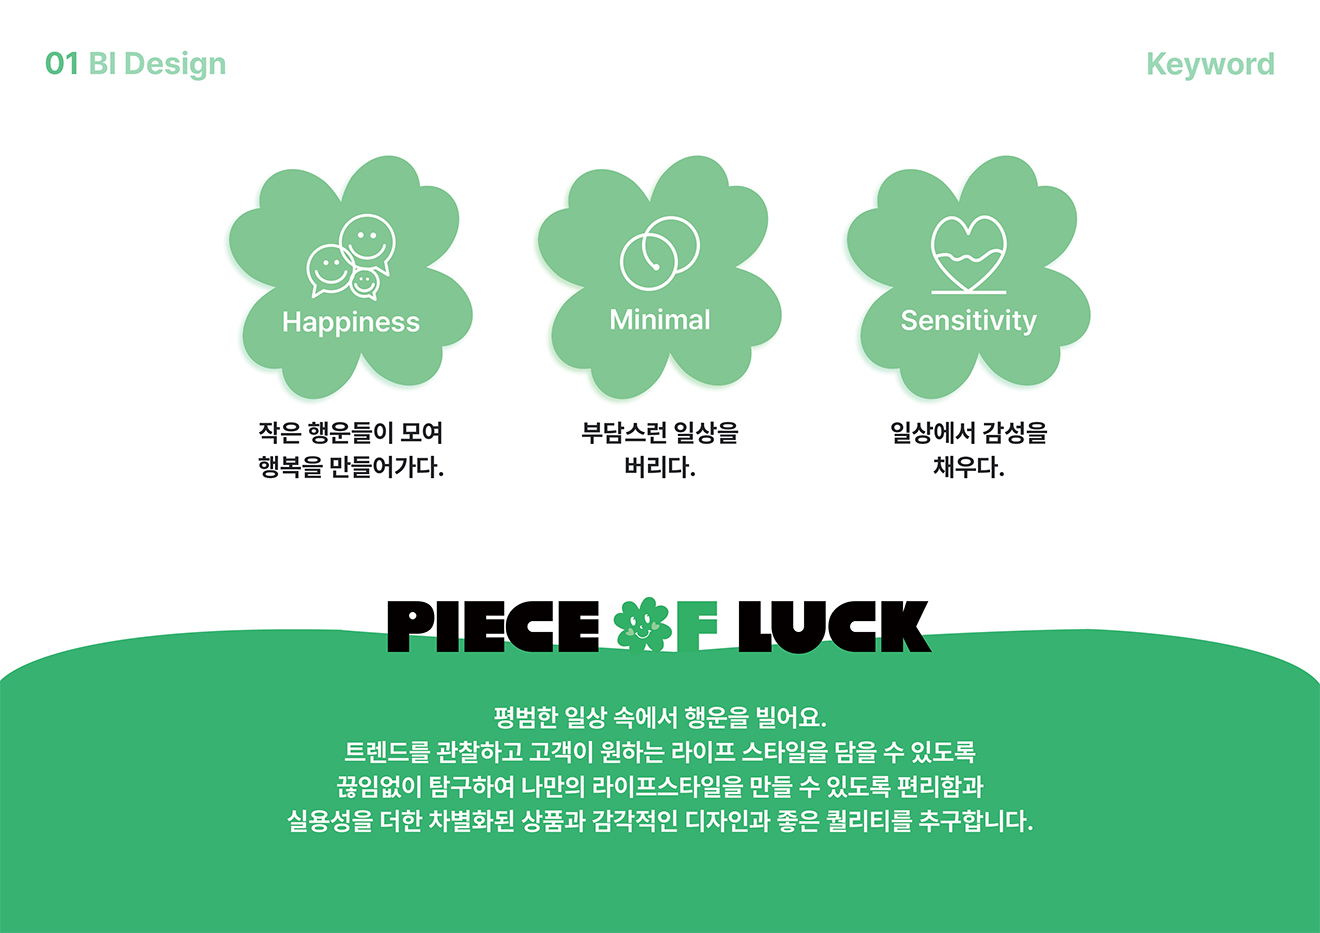 01 BI Design
Keyword
Happiness
Minimal
Sensitivity
작은 행운들이 모여
행복을 만들어가다.
부담스런 일상을
버리다.
일상에서 감성을
채우다.
PIECE OF LUCK
평범한 일상 속에서 행운을 빌어요.
트렌드를 관찰하고 고객이 원하는 라이프 스타일을 담을 수 있도록
끊임없이 탐구하여 나만의 라이프스타일을 만들 수 있도록 편리함과
실용성을 더한 차별화된 상품과 감각적인 디자인과 좋은 퀄리티를 추구합니다.